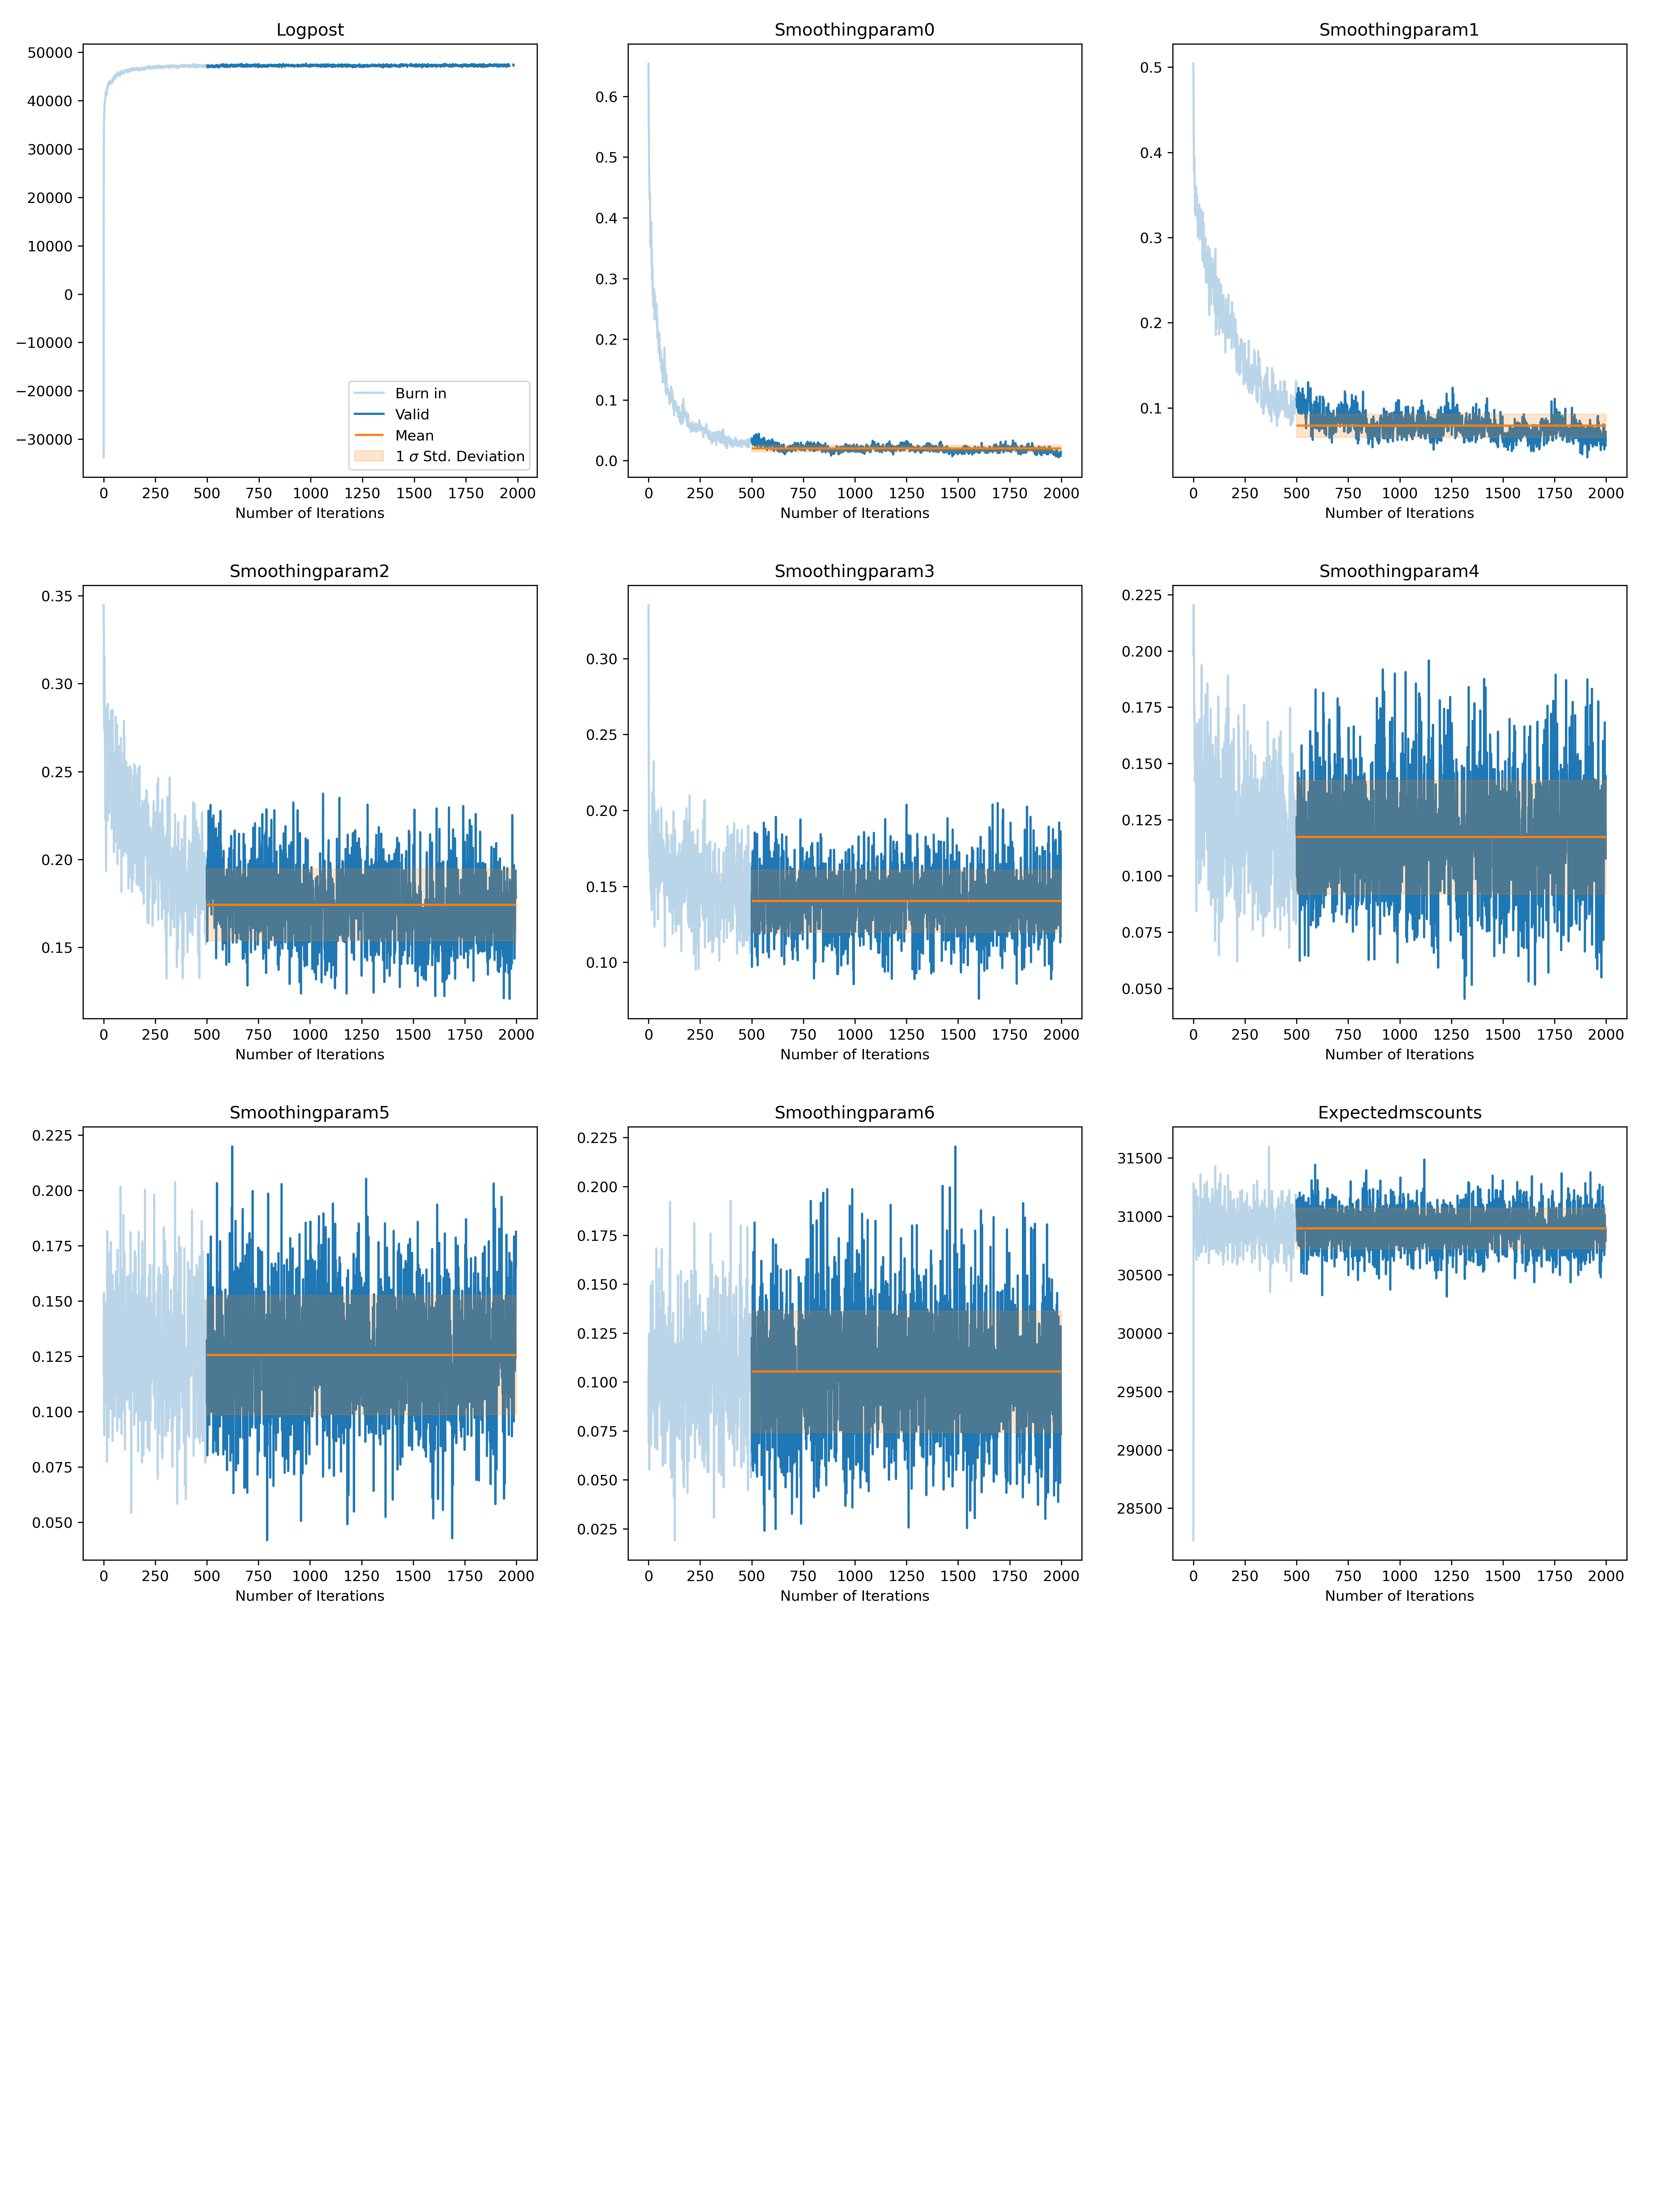 Logpost
50000
40000
30000
20000
10000
0
−10000
−20000
−30000
Burn in
Valid
Mean
1 σ Std. Deviation
0 250 500 750 1000 1250 1500 1750 2000
Number of Iterations
Smoothingparam0
0.6
0.5
0.4
0.3
0.2
0.1
0.0
0 250 500 750 1000 1250 1500 1750 2000
Number of Iterations
Smoothingparam1
0.5
0.4
0.3
0.2
0.1
0 250 500 750 1000 1250 1500 1750 2000
Number of Iterations
Smoothingparam2
0.35
0.30
0.25
0.20
0.15
0 250 500 750 1000 1250 1500 1750 2000
Number of Iterations
Smoothingparam3
0.30
0.25
0.20
0.15
0.10
0 250 500 750 1000 1250 1500 1750 2000
Number of Iterations
Smoothingparam4
0.225
0.200
0.175
0.150
0.125
0.100
0.075
0.050
0 250 500 750 1000 1250 1500 1750 2000
Number of Iterations
Smoothingparam5
0.225
0.200
0.175
0.150
0.125
0.100
0.075
0.050
0 250 500 750 1000 1250 1500 1750 2000
Number of Iterations
Smoothingparam6
0.225
0.200
0.175
0.150
0.125
0.100
0.075
0.050
0.025
0 250 500 750 1000 1250 1500 1750 2000
Number of Iterations
Expectedmscounts
31500
31000
30500
30000
29500
29000
28500
0 250 500 750 1000 1250 1500 1750 2000
Number of Iterations